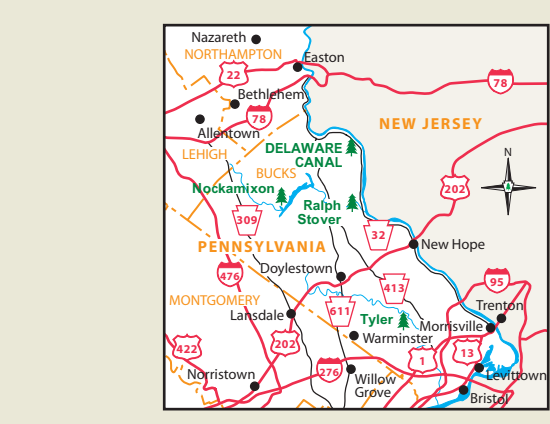 Nazareth
NORTHAMPTON
Easton
22
78
Bethlehem
78
Allentown
NEW JERSEY
DELAWARE
CANAL
LEHIGH
N
BUCKS
Nockamixon
202
Ralph
Stover
309
32
PENNSYLVANIA
New Hope
Doylestown
476
95
413
MONTGOMERY
Trenton
Lansdale
611
Tyler
Morrisville
Warminster
422
202
1
13
276
Norristown
Willow
Grove
Levittown
Bristol